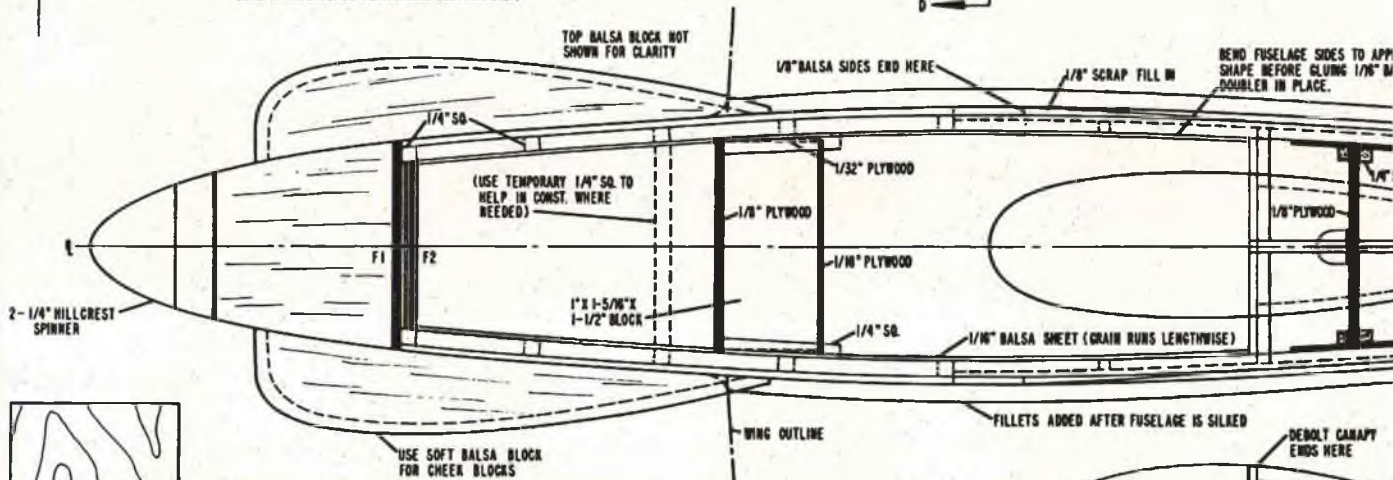 D
TOP BALSA BLOCK NOT
SHOWN FOR CLARITY
1/8" BALSA SIDES END HERE
1/8" SCRAP FILL IN
BEND FUSELAGE SIDES TO
SHAPE BEFORE GLUING 1/16"
DOUBLER IN PLACE.
1/4" SQ.
(USE TEMPORARY 1/4" SQ. TO
HELP IN CONST. WHERE
NEEDED)
1/32" PLYWOOD
1/4"
1/8" PLYWOOD
1/8" PLYWOOD
F1
F2
1/16" PLYWOOD
2-1/4" HILLCREST
SPINNER
1" X 1-5/16" X
1-1/2" BLOCK
1/4" SQ.
1/16" BALSA SHEET (GRAIN RUNS LENGTHWISE)
FILLETS ADDED AFTER FUSELAGE IS SILKED
WING OUTLINE
USE SOFT BALSA BLOCK
FOR CHEEK BLOCKS
DEBOLT CANAPY
ENDS HERE